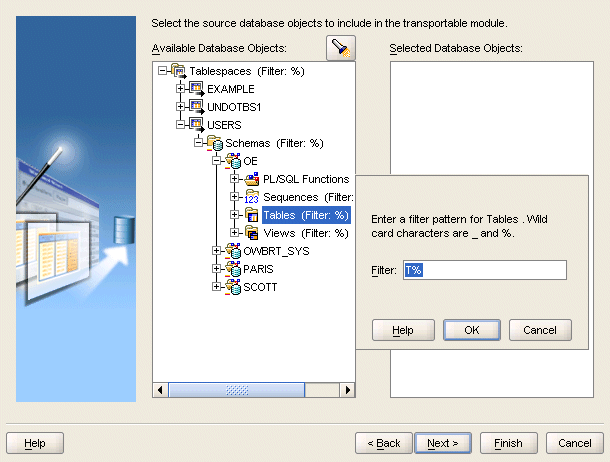 Select the source database objects to include in the transportable module.
Available Database Objects:
Selected Database Objects:
Tablespaces (Filter: %)
EXAMPLE
UNDOTBS1
USERS
Schemas (Filter: %)
OE
PL/SQL Functions
123 Sequences (Filter:
Tables (Filter: %)
Views (Filter: %)
OWBRT_SYS
PARIS
SCOTT
Enter a filter pattern for Tables . Wild
card characters are _ and %.
Filter: T%
Help OK Cancel
Help < Back Next > Finish Cancel